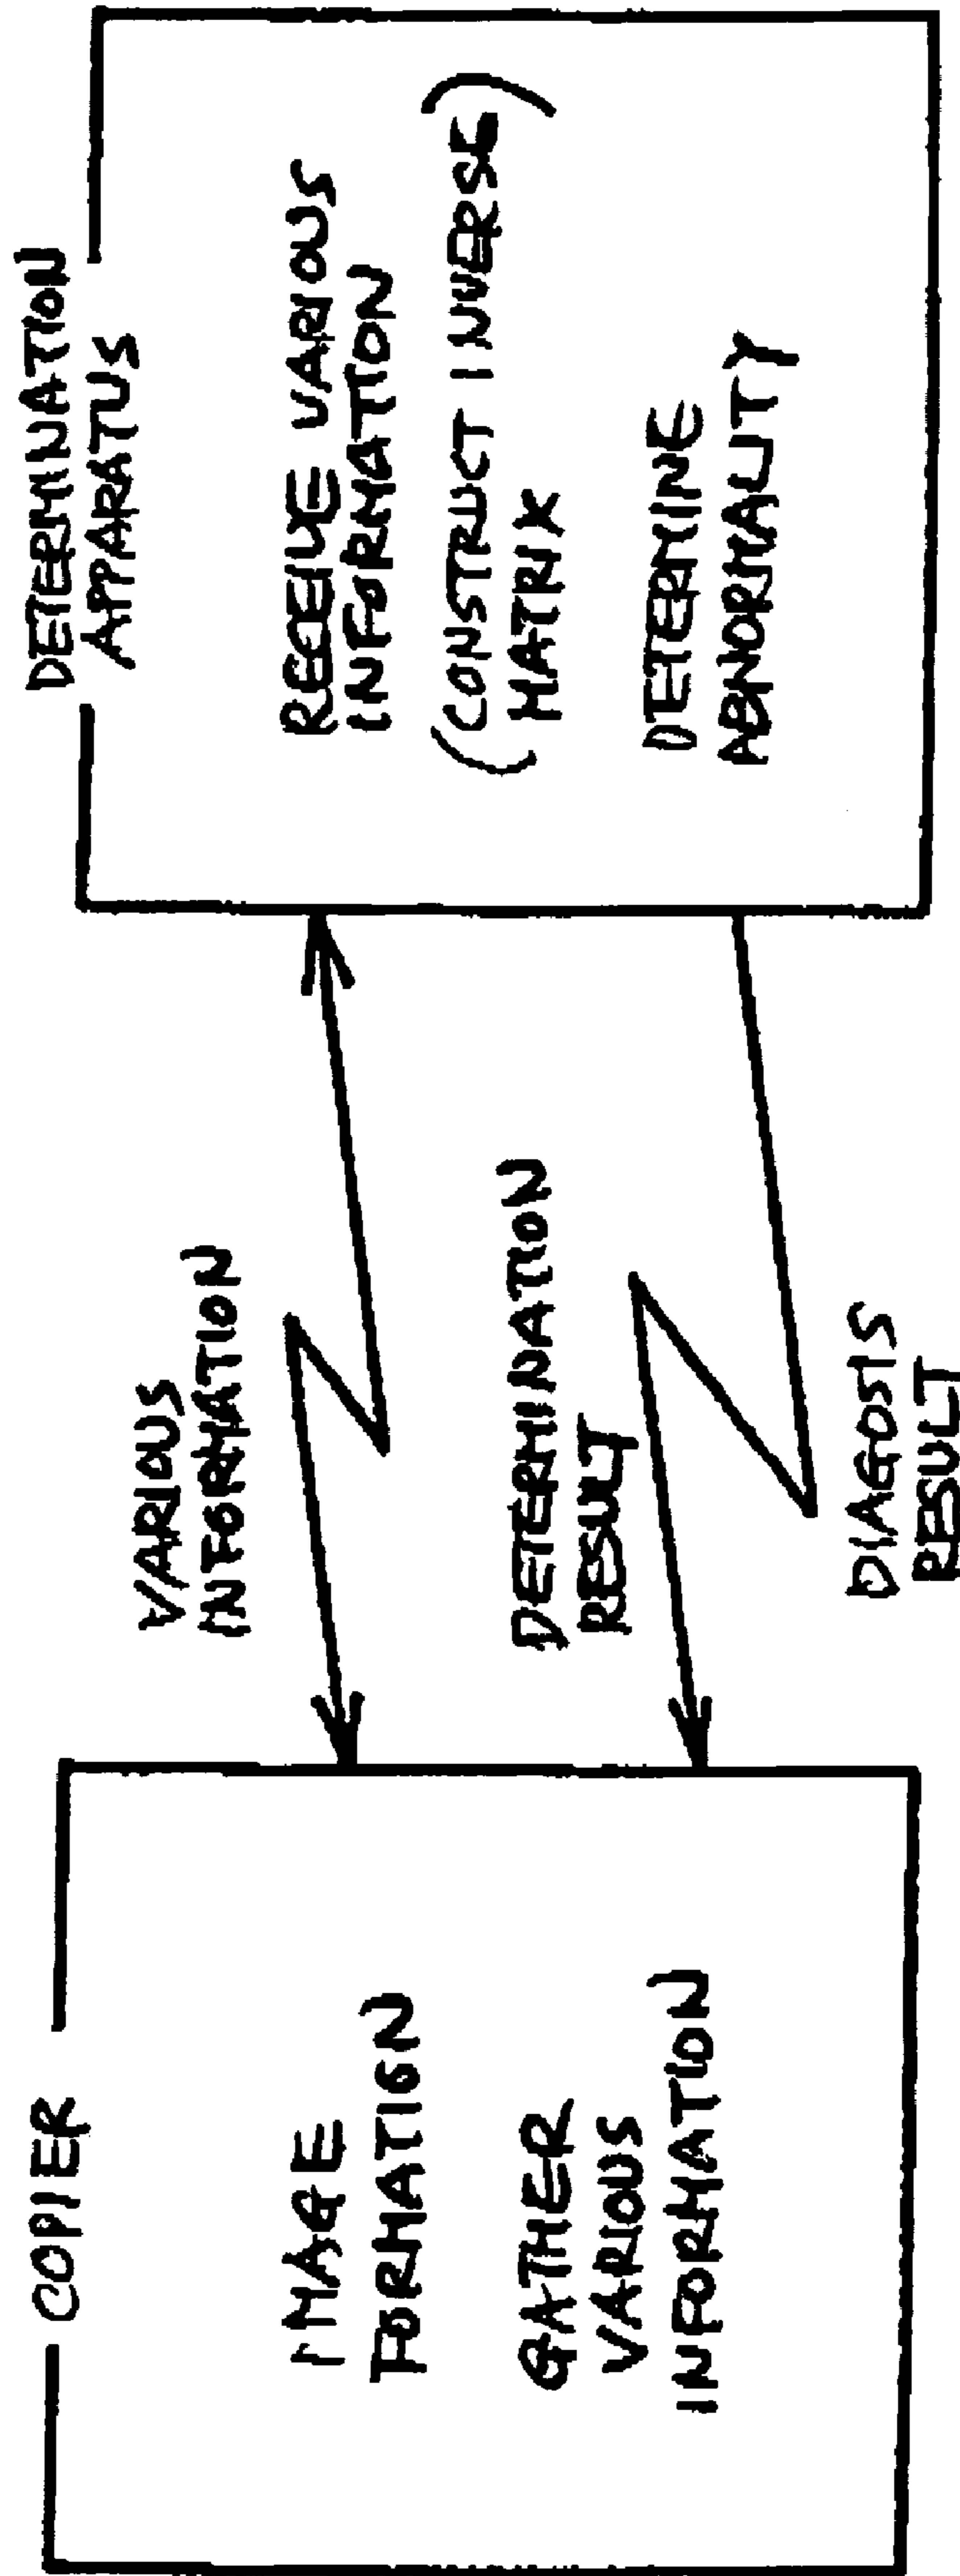 COPIER
IMAGE
FORMATION
GATHER
VARIOUS
INFORMATION
VARIOUS
INFORMATION
DETERMINATION
RESULT
DIAGOSIS
RESULT
DETERMINATION
APPARATUS
RECEIVE VARIOUS
INFORMATION
(CONSTRUCT INVERSE)
MATRIX
DETERMINE
ABNORMALITY